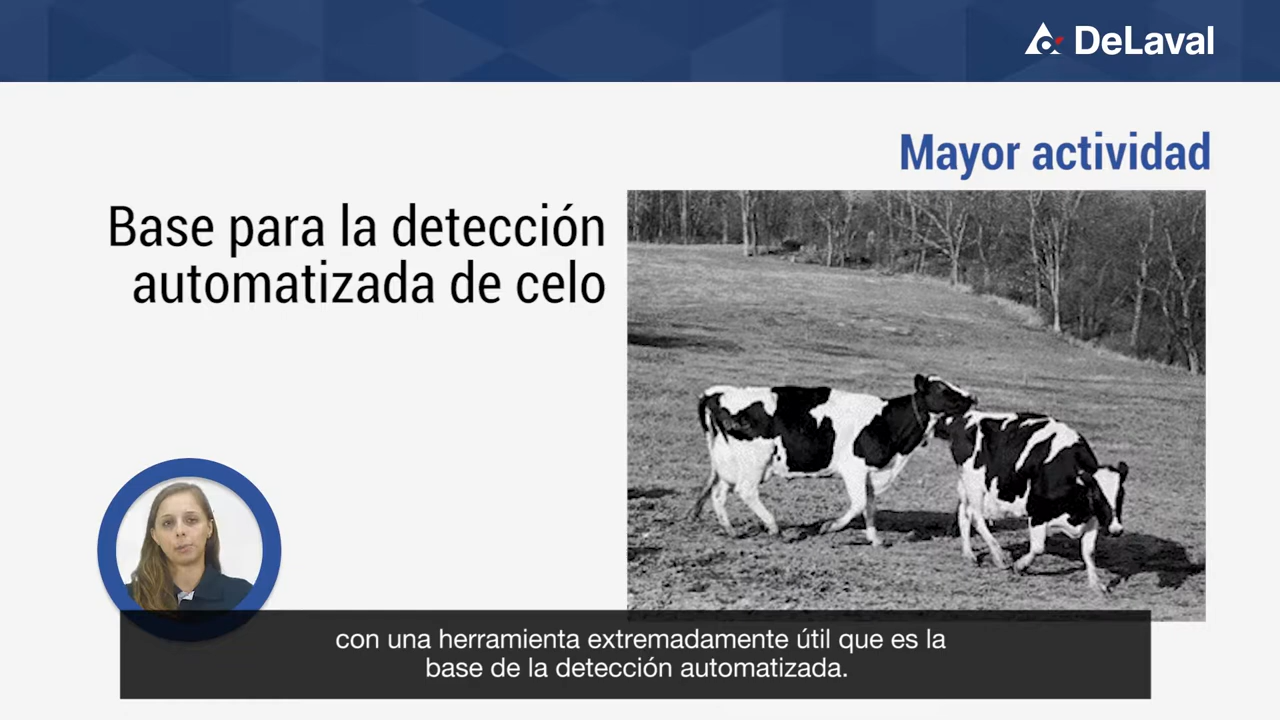 DeLaval
Mayor actividad
Base para la detección
automatizada de celo
con una herramienta extremadamente útil que es la
base de la detección automatizada.